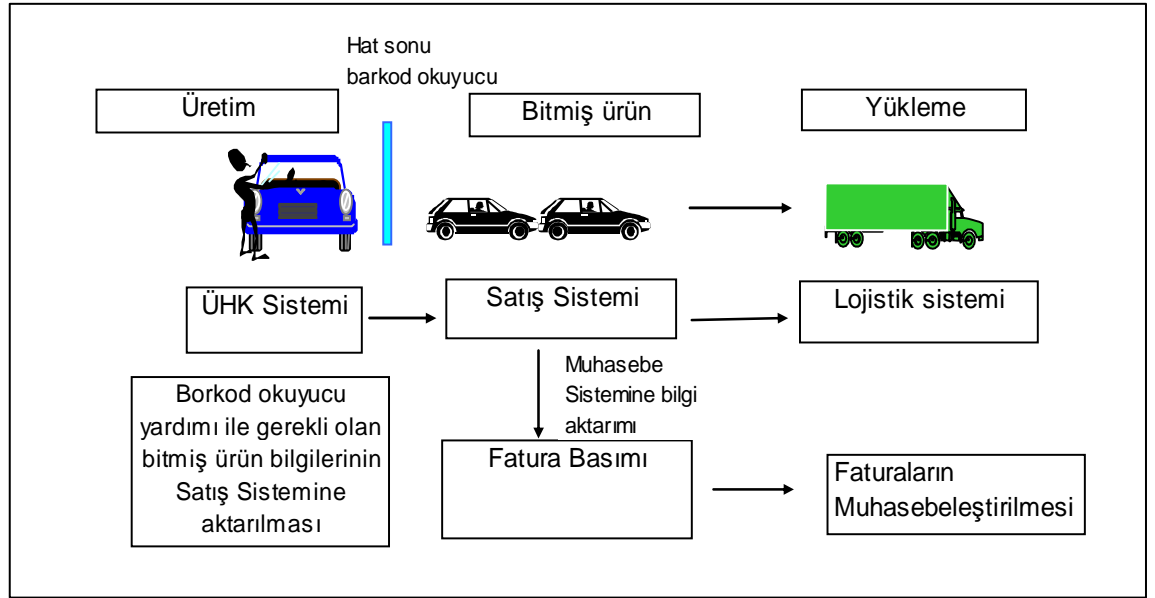 Hat sonu
barkod okuyucu
Üretim
Bitmiş ürün
Yükleme
ÜHK Sistemi
Satış Sistemi
Lojistik sistemi
Muhasebe
Sistemine bilgi
aktarımı
Borkod okuyucu
yardımı ile gerekli olan
bitmiş ürün bilgilerinin
Satış Sistemine
aktarılması
Fatura Basımı
Faturaların
Muhasebeleştirilmesi